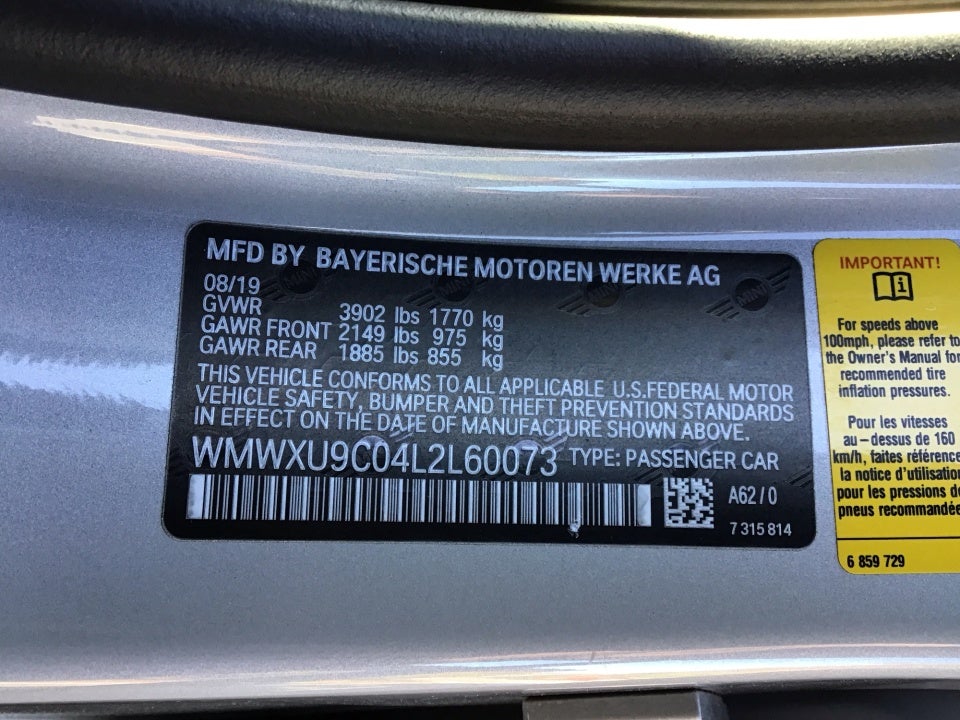 MFD BY BAYERISCHE MOTOREN WERKE AG
08/19
GVWR 3902 lbs 1770 kg
GAWR FRONT 2149 lbs 975 kg
GAWR REAR 1885 lbs 855 kg
THIS VEHICLE CONFORMS TO ALL APPLICABLE U.S.FEDERAL MOTOR
VEHICLE SAFETY, BUMPER AND THEFT PREVENTION STANDARDS
IN EFFECT ON THE DATE OF MANUFACTURE SHOWN ABOVE.
WMWXU9C04L2L60073 TYPE: PASSENGER CAR
A62/0
7 315 814
MINI
IMPORTANT!
For speeds above
100mph, please refer to
the Owner's Manual for
recommended tire
inflation pressures.
Pour les vitesses
au-dessus de 160
km/h, faites référence
la notice d'utilisation
pour les pressions de
pneus recommandée
6 859 729